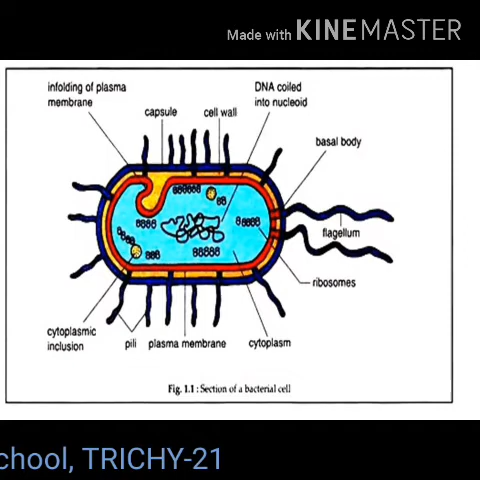 Made with KINEMASTER
infolding of plasma
membrane
capsule
cell wall
DNA coiled
into nucleoid
basal body
flagellum
ribosomes
cytoplasmic
inclusion
pili
plasma membrane
cytoplasm
Fig. 1.1 : Section of a bacterial cell
chool, TRICHY-21